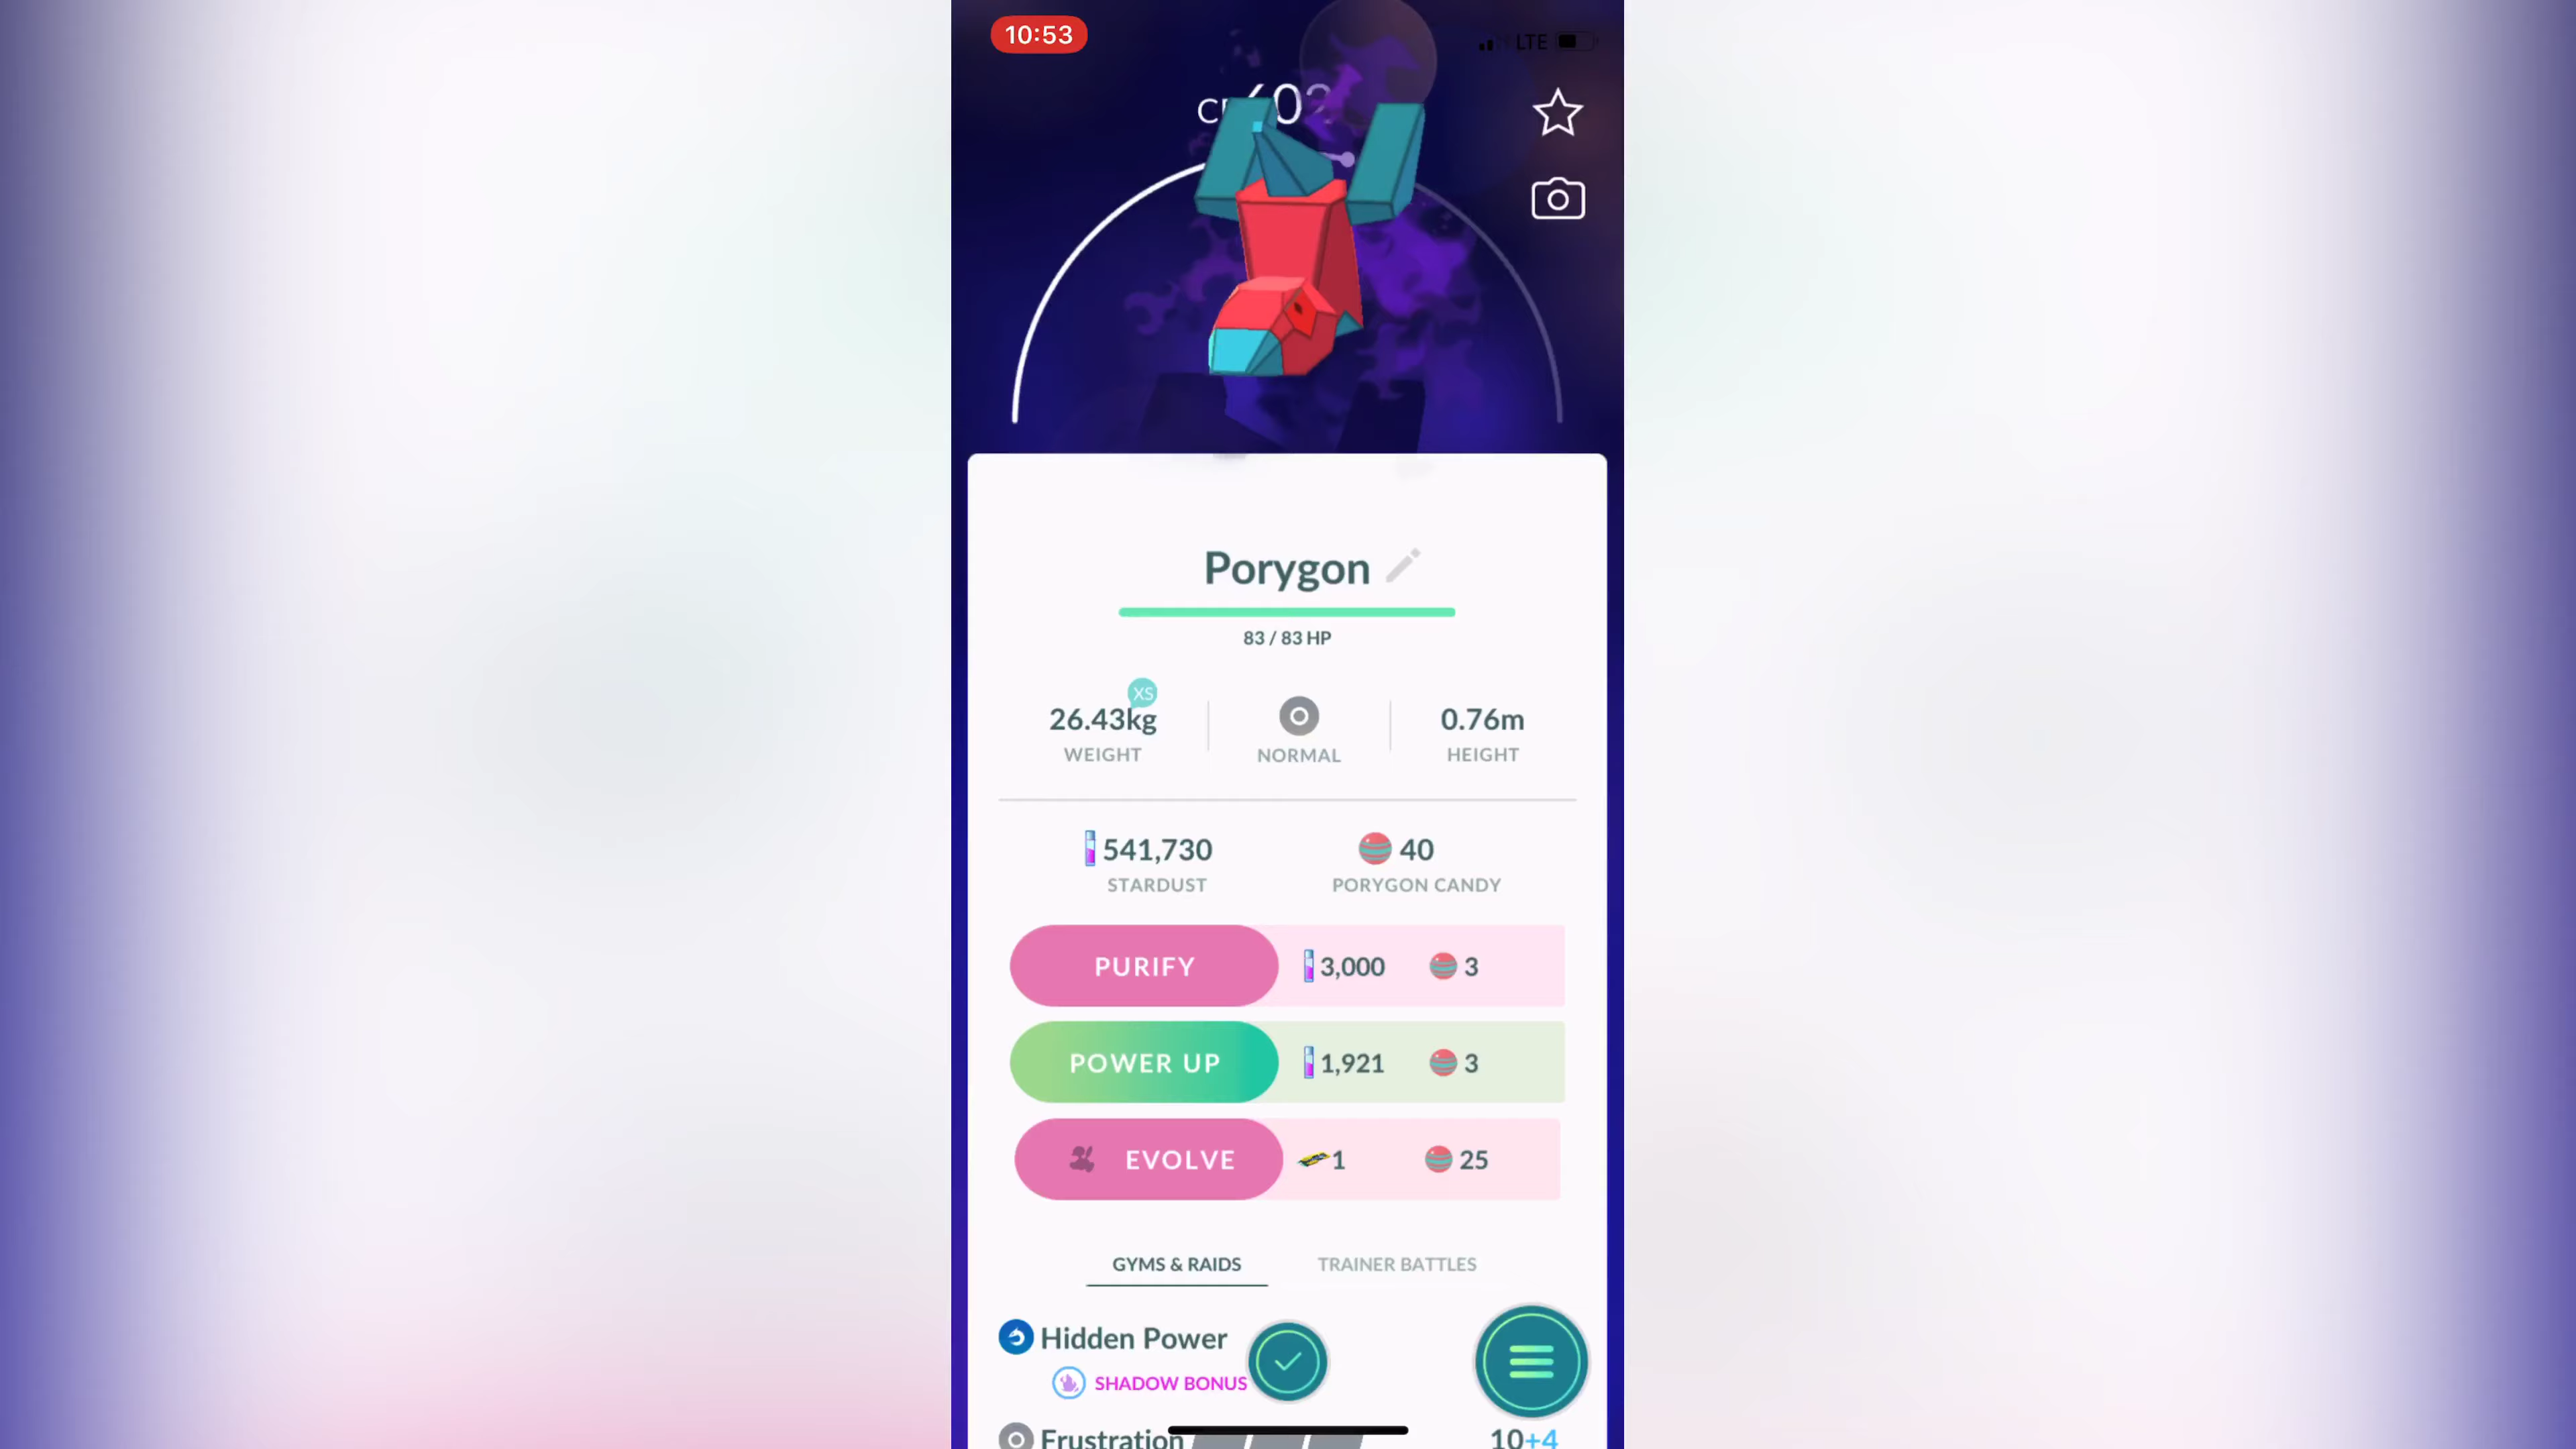 10:53
LTE
Porygon
83 / 83 HP
XS
26.43kg
WEIGHT
NORMAL
0.76m
HEIGHT
541,730
STARDUST
40
PORYGON CANDY
PURIFY 3,000 3
POWER UP 1,921 3
EVOLVE 1 25
GYMS & RAIDS TRAINER BATTLES
Hidden Power
SHADOW BONUS
Frustration 10+4